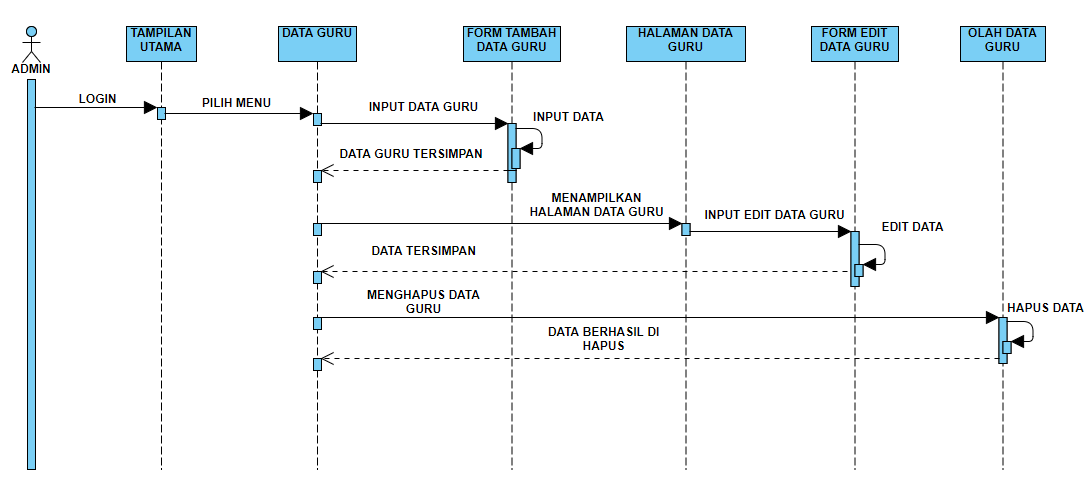 TAMPILAN
UTAMA
DATA GURU
FORM TAMBAH
DATA GURU
HALAMAN DATA
GURU
FORM EDIT
DATA GURU
OLAH DATA
GURU
ADMIN
LOGIN
PILIH MENU
INPUT DATA GURU
INPUT DATA
DATA GURU TERSIMPAN
MENAMPILKAN
HALAMAN DATA GURU
INPUT EDIT DATA GURU
EDIT DATA
DATA TERSIMPAN
MENGHAPUS DATA
GURU
HAPUS DATA
DATA BERHASIL DI
HAPUS